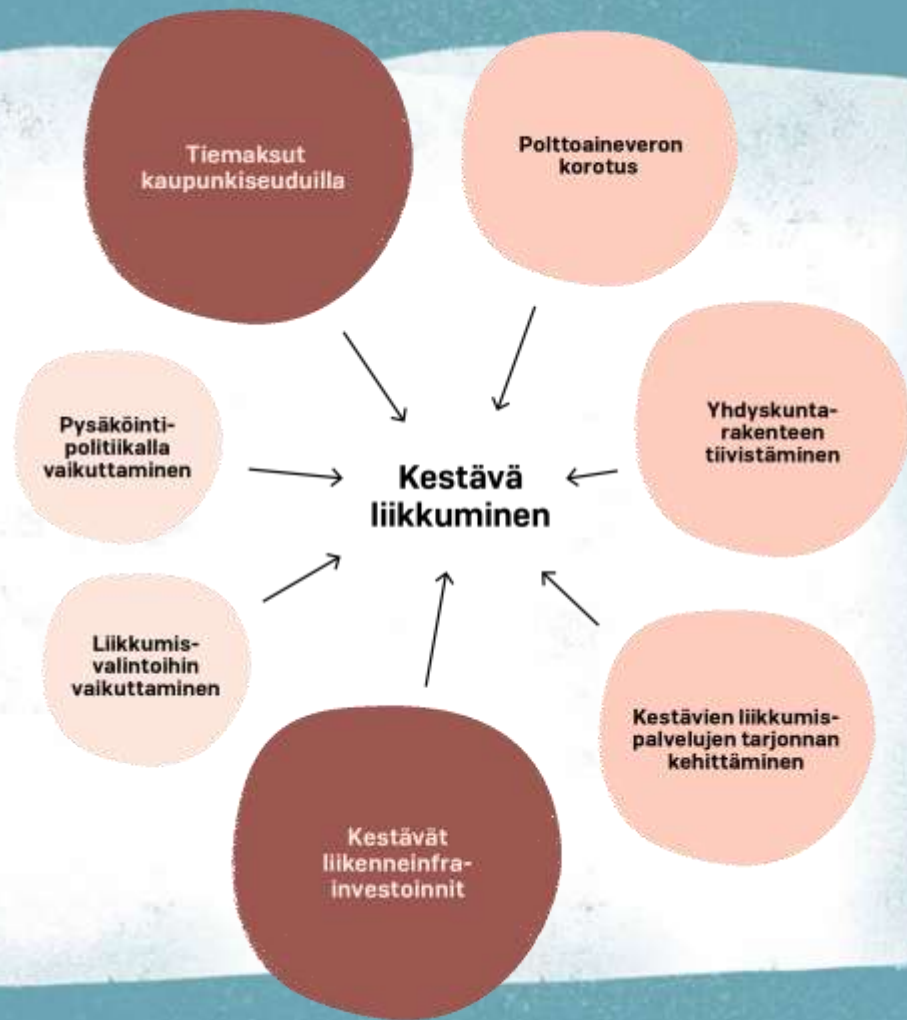 Tiemaksut
kaupunkiseuduilla
Polttoaineveron
korotus
Pysäköinti-
politiikalla
vaikuttaminen
Kestävä
liikkuminen
Yhdyskunta-
rakenteen
tiivistäminen
Liikkumis-
valintoihin
vaikuttaminen
Kestävien liikkumis-
palvelujen tarjonnan
kehittäminen
Kestävät
liikenneinfra-
investoinnit